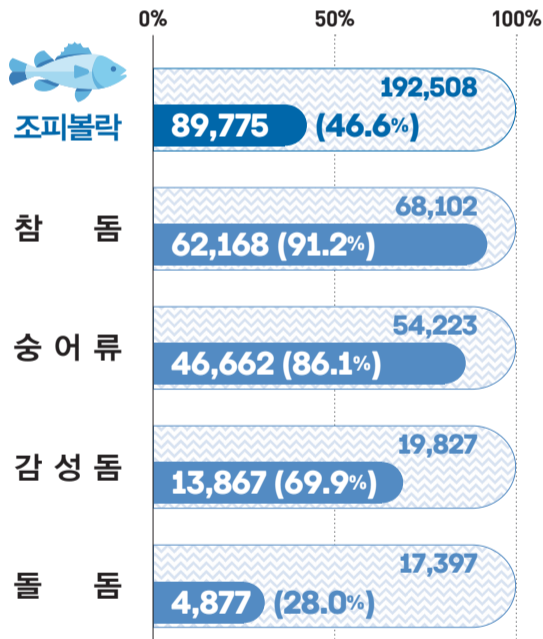 0% 50% 100%
192,508
조피볼락 89,775 (46.6%)
68,102
참 돔 62,168 (91.2%)
54,223
숭어류 46,662 (86.1%)
19,827
감성돔 13,867 (69.9%)
17,397
돌 돔 4,877 (28.0%)